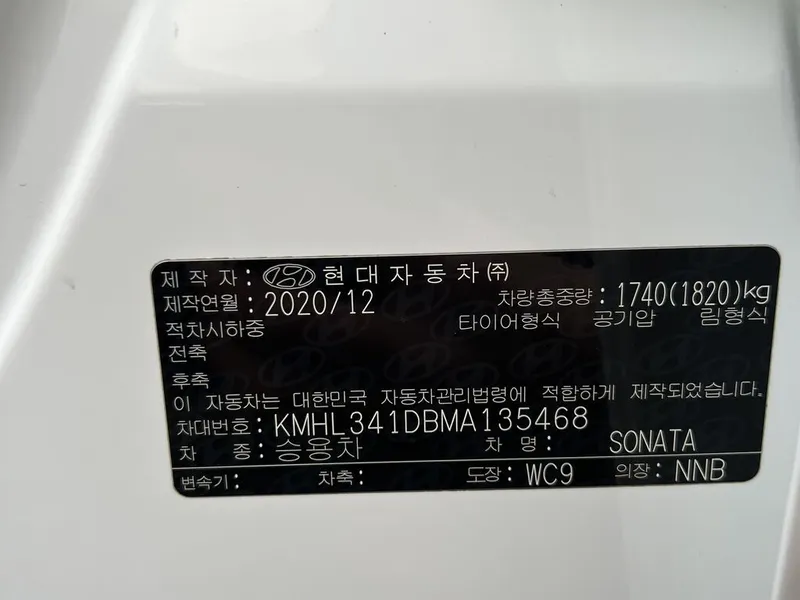 제 작 자 : 현대자동차㈜
제작연월 : 2020/12 차량총중량 : 1740(1820)kg
적차시하중 타이어형식 공기압 림형식
전축
후축
이 자동차는 대한민국 자동차관리법령에 적합하게 제작되었습니다.
차대번호 : KMHL341DBMA135468
차 종 : 승용차 차 명 : SONATA
변속기 : 차축 : 도장 : WC9 의장 : NNB